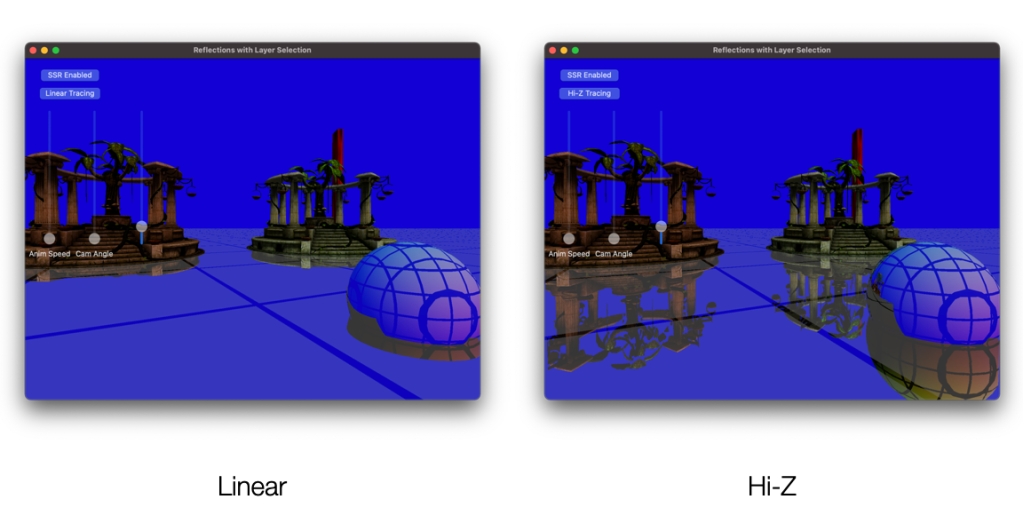 Reflections with Layer Selection
SSR Enabled
Linear Tracing
Anim Speed Cam Angle
Reflections with Layer Selection
SSR Enabled
Hi-Z Tracing
Anim Speed Cam Angle
Linear
Hi-Z